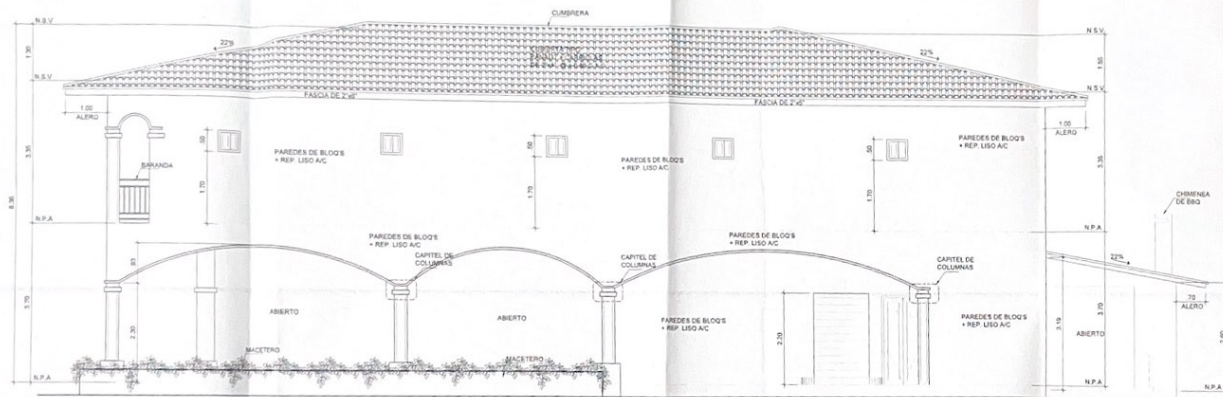 CUMBRERA
N.S.V
N.S.V
22%
22%
1.30
1.55
N.S.V
N.S.V
FASCIA DE 2"x6"
FASCIA DE 2"x6"
1.00
ALERO
1.00
ALERO
.50
.50
.50
PAREDES DE BLOQ'S
+ REP. LISO A/C
PAREDES DE BLOQ'S
+ REP. LISO A/C
PAREDES DE BLOQ'S
+ REP. LISO A/C
3.35
BARANDA
1.70
1.70
1.70
3.35
8.35
CHIMENEA
DE BBQ
N.P.A
N.P.A
PAREDES DE BLOQ'S
+ REP. LISO A/C
PAREDES DE BLOQ'S
+ REP. LISO A/C
.93
CAPITEL DE
COLUMNAS
CAPITEL DE
COLUMNAS
CAPITEL DE
COLUMNAS
22%
.70
ALERO
3.70
2.30
ABIERTO
ABIERTO
PAREDES DE BLOQ'S
+ REP. LISO A/C
2.20
PAREDES DE BLOQ'S
+ REP. LISO A/C
3.19
3.70
ABIERTO
MACETERO
MACETERO
N.P.A
N.P.A
N.P.A